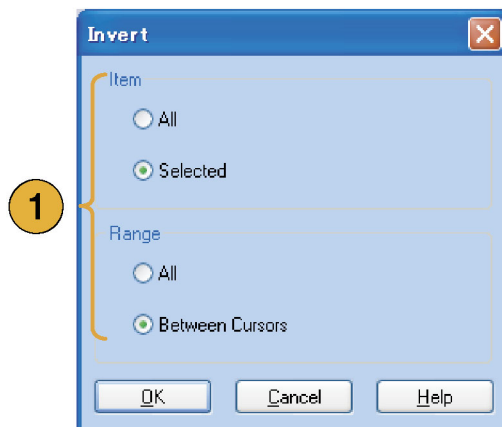 Invert
Item
All
Selected
1
Range
All
Between Cursors
OK Cancel Help